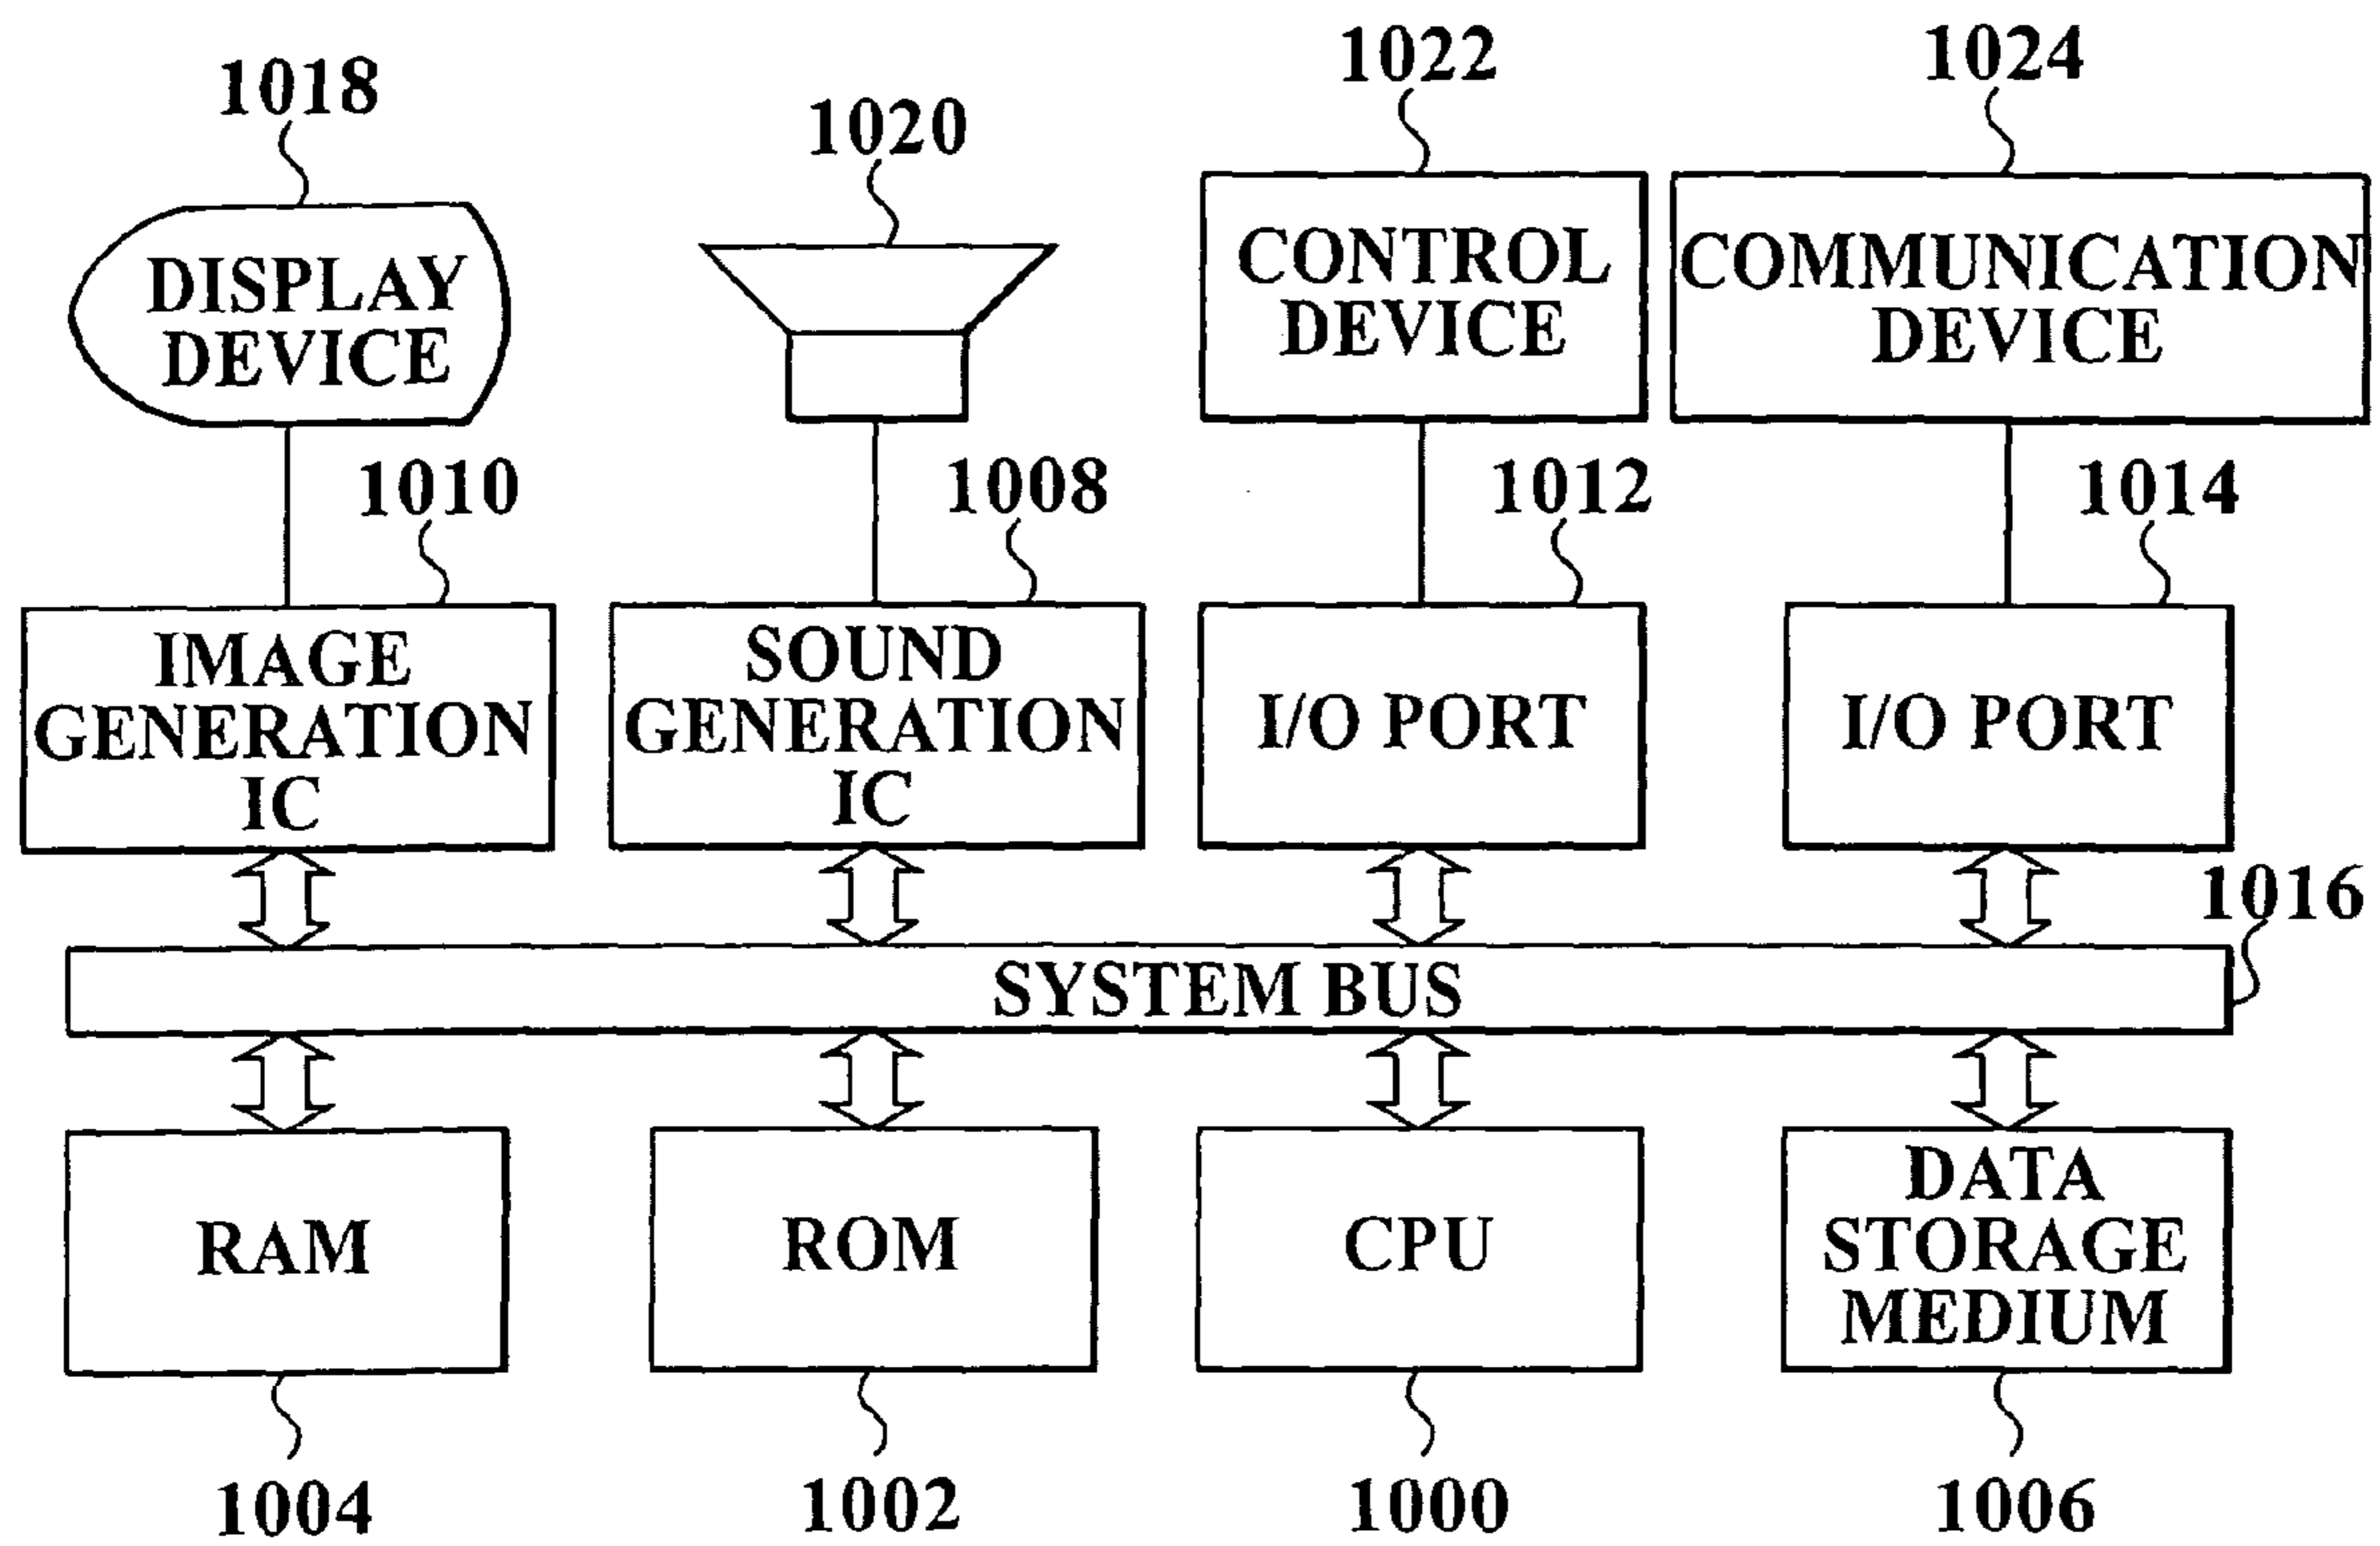 1018
1020
1022
1024
DISPLAY
DEVICE
CONTROL
DEVICE
COMMUNICATION
DEVICE
1010
1008
1012
1014
IMAGE
GENERATION
IC
SOUND
GENERATION
IC
I/O PORT
I/O PORT
1016
SYSTEM BUS
RAM
ROM
CPU
DATA
STORAGE
MEDIUM
1004
1002
1000
1006